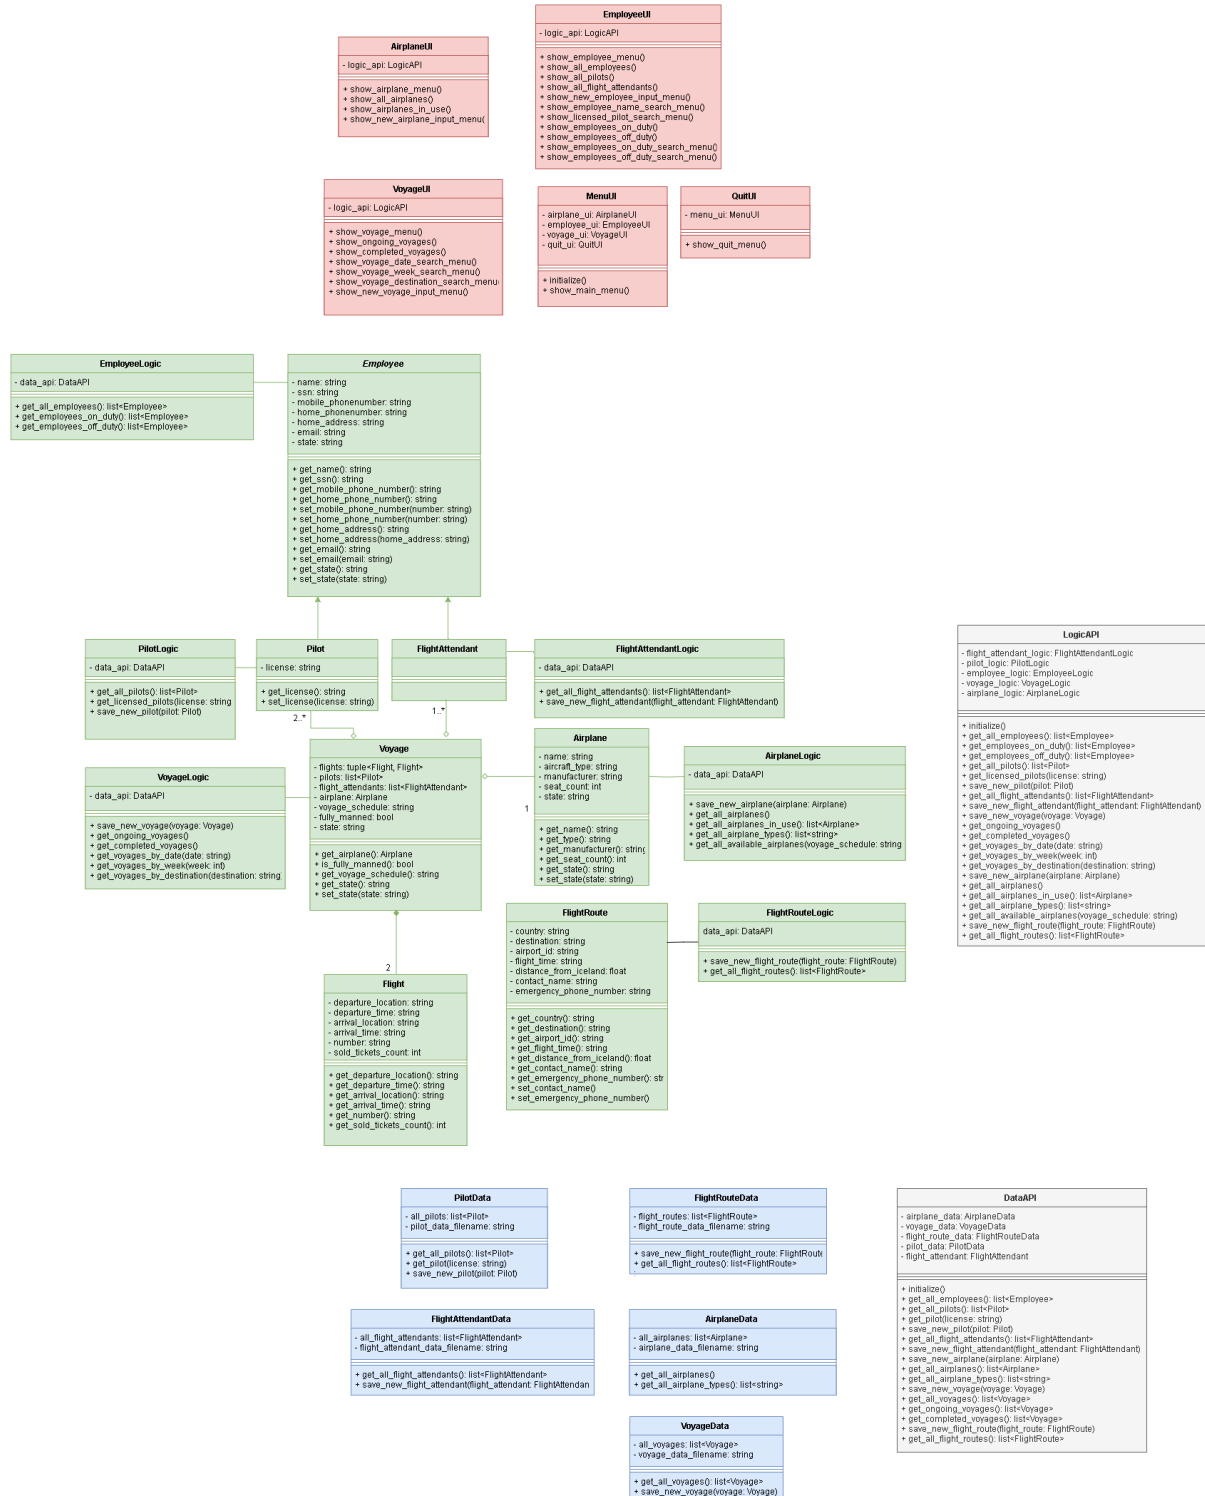 EmployeeUI
- logic_api: LogicAPI
+ show_employee_menu()
+ show_all_employees()
+ show_all_pilots()
+ show_all_flight_attendants()
+ show_new_employee_input_menu()
+ show_employee_name_search_menu()
+ show_licensed_pilot_search_menu()
+ show_employees_on_duty()
+ show_employees_off_duty()
+ show_employees_on_duty_search_menu()
+ show_employees_off_duty_search_menu()
AirplaneUI
- logic_api: LogicAPI
+ show_airplane_menu()
+ show_all_airplanes()
+ show_airplanes_in_use()
+ show_new_airplane_input_menu(
VoyageUI
- logic_api: LogicAPI
+ show_voyage_menu()
+ show_ongoing_voyages()
+ show_completed_voyages()
+ show_voyage_date_search_menu()
+ show_voyage_week_search_menu()
+ show_voyage_destination_search_menu(
+ show_new_voyage_input_menu()
MenuUI
- airplane_ui: AirplaneUI
- employee_ui: EmployeeUI
- voyage_ui: VoyageUI
- quit_ui: QuitUI
+ initialize()
+ show_main_menu()
QuitUI
- menu_ui: MenuUI
+ show_quit_menu()
EmployeeLogic
- data_api: DataAPI
+ get_all_employees(): list<Employee>
+ get_employees_on_duty(): list<Employee>
+ get_employees_off_duty(): list<Employee>
Employee
- name: string
- ssn: string
- mobile_phonenumber: string
- home_phonenumber: string
- home_address: string
- email: string
- state: string
+ get_name(): string
+ get_ssn(): string
+ get_mobile_phone_number(): string
+ get_home_phone_number(): string
+ set_mobile_phone_number(number: string)
+ set_home_phone_number(number: string)
+ get_home_address(): string
+ set_home_address(home_address: string)
+ get_email(): string
+ set_email(email: string)
+ get_state(): string
+ set_state(state: string)
PilotLogic
- data_api: DataAPI
+ get_all_pilots(): list<Pilot>
+ get_licensed_pilots(license: string
+ save_new_pilot(pilot: Pilot)
Pilot
- license: string
+ get_license(): string
+ set_license(license: string)
2..*
FlightAttendant
1..*
FlightAttendantLogic
- data_api: DataAPI
+ get_all_flight_attendants(): list<FlightAttendant>
+ save_new_flight_attendant(flight_attendant: FlightAttendant)
LogicAPI
- flight_attendant_logic: FlightAttendantLogic
- pilot_logic: PilotLogic
- employee_logic: EmployeeLogic
- voyage_logic: VoyageLogic
- airplane_logic: AirplaneLogic
+ initialize()
+ get_all_employees(): list<Employee>
+ get_employees_on_duty(): list<Employee>
+ get_employees_off_duty(): list<Employee>
+ get_all_pilots(): list<Pilot>
+ get_licensed_pilots(license: string)
+ save_new_pilot(pilot: Pilot)
+ get_all_flight_attendants(): list<FlightAttendant>
+ save_new_flight_attendant(flight_attendant: FlightAttendant)
+ save_new_voyage(voyage: Voyage)
+ get_ongoing_voyages()
+ get_completed_voyages()
+ get_voyages_by_date(date: string)
+ get_voyages_by_week(week: int)
+ get_voyages_by_destination(destination: string)
+ save_new_airplane(airplane: Airplane)
+ get_all_airplanes()
+ get_all_airplanes_in_use(): list<Airplane>
+ get_all_airplane_types(): list<string>
+ get_all_available_airplanes(voyage_schedule: string)
+ save_new_flight_route(flight_route: FlightRoute)
+ get_all_flight_routes(): list<FlightRoute>
VoyageLogic
- data_api: DataAPI
+ save_new_voyage(voyage: Voyage)
+ get_ongoing_voyages()
+ get_completed_voyages()
+ get_voyages_by_date(date: string)
+ get_voyages_by_week(week: int)
+ get_voyages_by_destination(destination: string
Voyage
- flights: tuple<Flight, Flight>
- pilots: list<Pilot>
- flight_attendants: list<FlightAttendant>
- airplane: Airplane
- voyage_schedule: string
- fully_manned: bool
- state: string
+ get_airplane(): Airplane
+ is_fully_manned(): bool
+ get_voyage_schedule(): string
+ get_state(): string
+ set_state(state: string)
1
Airplane
- name: string
- aircraft_type: string
- manufacturer: string
- seat_count: int
- state: string
+ get_name(): string
+ get_type(): string
+ get_manufacturer(): string
+ get_seat_count(): int
+ get_state(): string
+ set_state(state: string)
AirplaneLogic
- data_api: DataAPI
+ save_new_airplane(airplane: Airplane)
+ get_all_airplanes()
+ get_all_airplanes_in_use(): list<Airplane>
+ get_all_airplane_types(): list<string>
+ get_all_available_airplanes(voyage_schedule: string
2
Flight
- departure_location: string
- departure_time: string
- arrival_location: string
- arrival_time: string
- number: string
- sold_tickets_count: int
+ get_departure_location(): string
+ get_departure_time(): string
+ get_arrival_location(): string
+ get_arrival_time(): string
+ get_number(): string
+ get_sold_tickets_count(): int
FlightRoute
- country: string
- destination: string
- airport_id: string
- flight_time: string
- distance_from_iceland: float
- contact_name: string
- emergency_phone_number: string
+ get_country(): string
+ get_destination(): string
+ get_airport_id(): string
+ get_flight_time(): string
+ get_distance_from_iceland(): float
+ get_contact_name(): string
+ get_emergency_phone_number(): str
+ set_contact_name()
+ set_emergency_phone_number()
FlightRouteLogic
data_api: DataAPI
+ save_new_flight_route(flight_route: FlightRoute)
+ get_all_flight_routes(): list<FlightRoute>
PilotData
- all_pilots: list<Pilot>
- pilot_data_filename: string
+ get_all_pilots(): list<Pilot>
+ get_pilot(license: string)
+ save_new_pilot(pilot: Pilot)
FlightRouteData
- flight_routes: list<FlightRoute>
- flight_route_data_filename: string
+ save_new_flight_route(flight_route: FlightRoute
+ get_all_flight_routes(): list<FlightRoute>
DataAPI
- airplane_data: AirplaneData
- voyage_data: VoyageData
- flight_route_data: FlightRouteData
- pilot_data: PilotData
- flight_attendant: FlightAttendant
+ initialize()
+ get_all_employees(): list<Employee>
+ get_all_pilots(): list<Pilot>
+ get_pilot(license: string)
+ save_new_pilot(pilot: Pilot)
+ get_all_flight_attendants(): list<FlightAttendant>
+ save_new_flight_attendant(flight_attendant: FlightAttendant)
+ save_new_airplane(airplane: Airplane)
+ get_all_airplanes(): list<Airplane>
+ get_all_airplane_types(): list<string>
+ save_new_voyage(voyage: Voyage)
+ get_all_voyages(): list<Voyage>
+ get_ongoing_voyages(): list<Voyage>
+ get_completed_voyages(): list<Voyage>
+ save_new_flight_route(flight_route: FlightRoute)
+ get_all_flight_routes(): list<FlightRoute>
FlightAttendantData
- all_flight_attendants: list<FlightAttendant>
- flight_attendant_data_filename: string
+ get_all_flight_attendants(): list<FlightAttendant>
+ save_new_flight_attendant(flight_attendant: FlightAttendan
AirplaneData
- all_airplanes: list<Airplane>
- airplane_data_filename: string
+ get_all_airplanes()
+ get_all_airplane_types(): list<string>
VoyageData
- all_voyages: list<Voyage>
- voyage_data_filename: string
+ get_all_voyages(): list<Voyage>
+ save_new_voyage(voyage: Voyage)